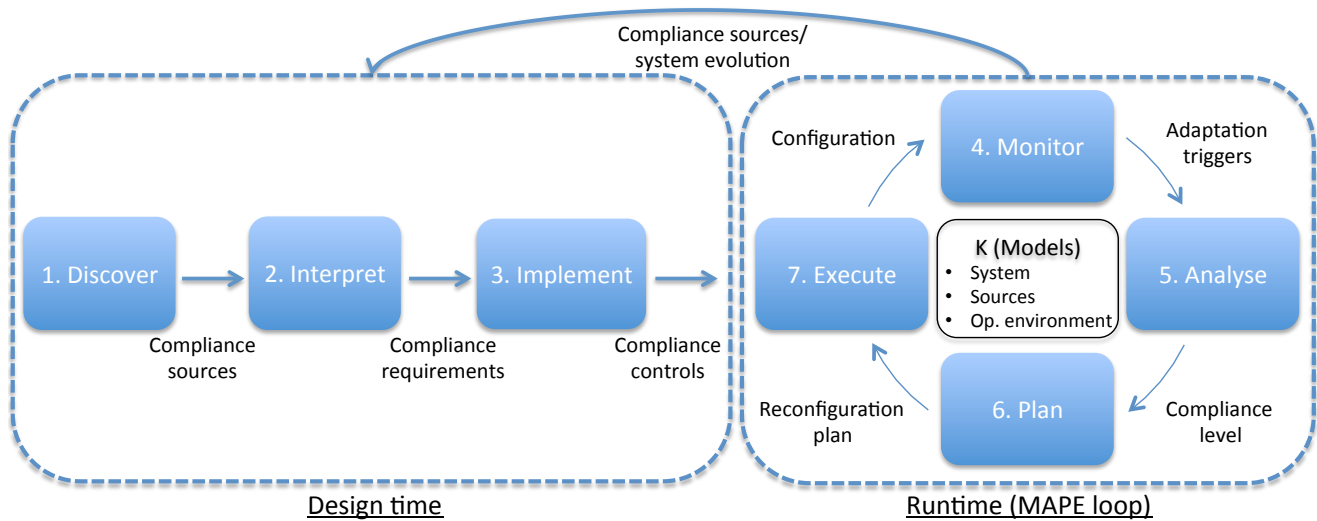 Compliance sources/
system evolution
1. Discover
2. Interpret
3. Implement
Compliance
sources
Compliance
requirements
Compliance
controls
Design time
Configuration
4. Monitor
Adaptation
triggers
7. Execute
K (Models)
• System
• Sources
• Op. environment
5. Analyse
Reconfiguration
plan
6. Plan
Compliance
level
Runtime (MAPE loop)